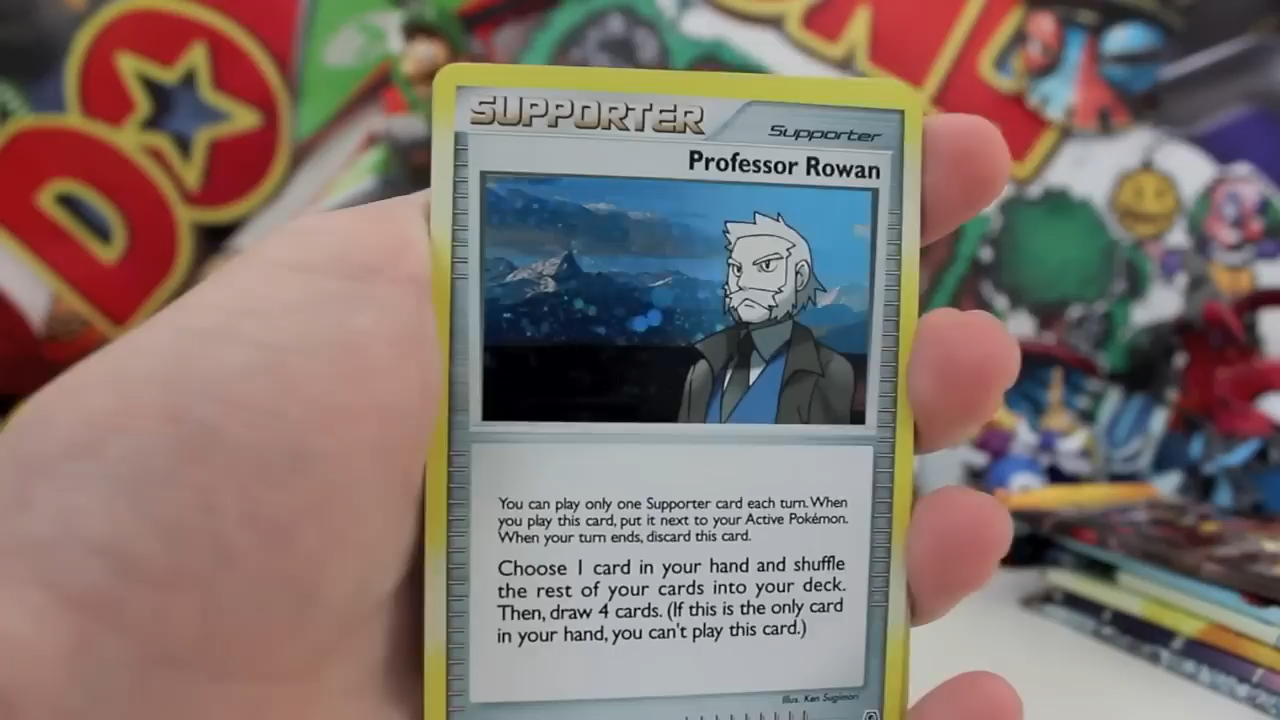 SUPPORTER
Supporter
Professor Rowan
You can play only one Supporter card each turn. When
you play this card, put it next to your Active Pokémon.
When your turn ends, discard this card.
Choose 1 card in your hand and shuffle
the rest of your cards into your deck.
Then, draw 4 cards. (If this is the only card
in your hand, you can't play this card.)
Illus. Ken Sugimori